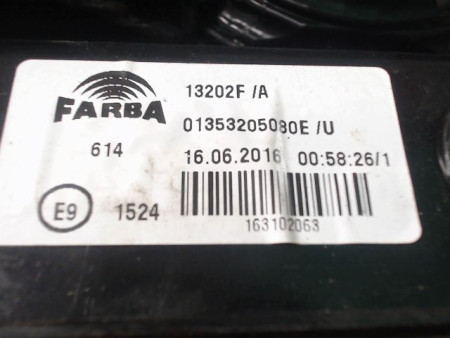 FARBA
13202F /A
01353205080E /U
614
16.06.2016 00:58:26/1
E9
1524
163102063